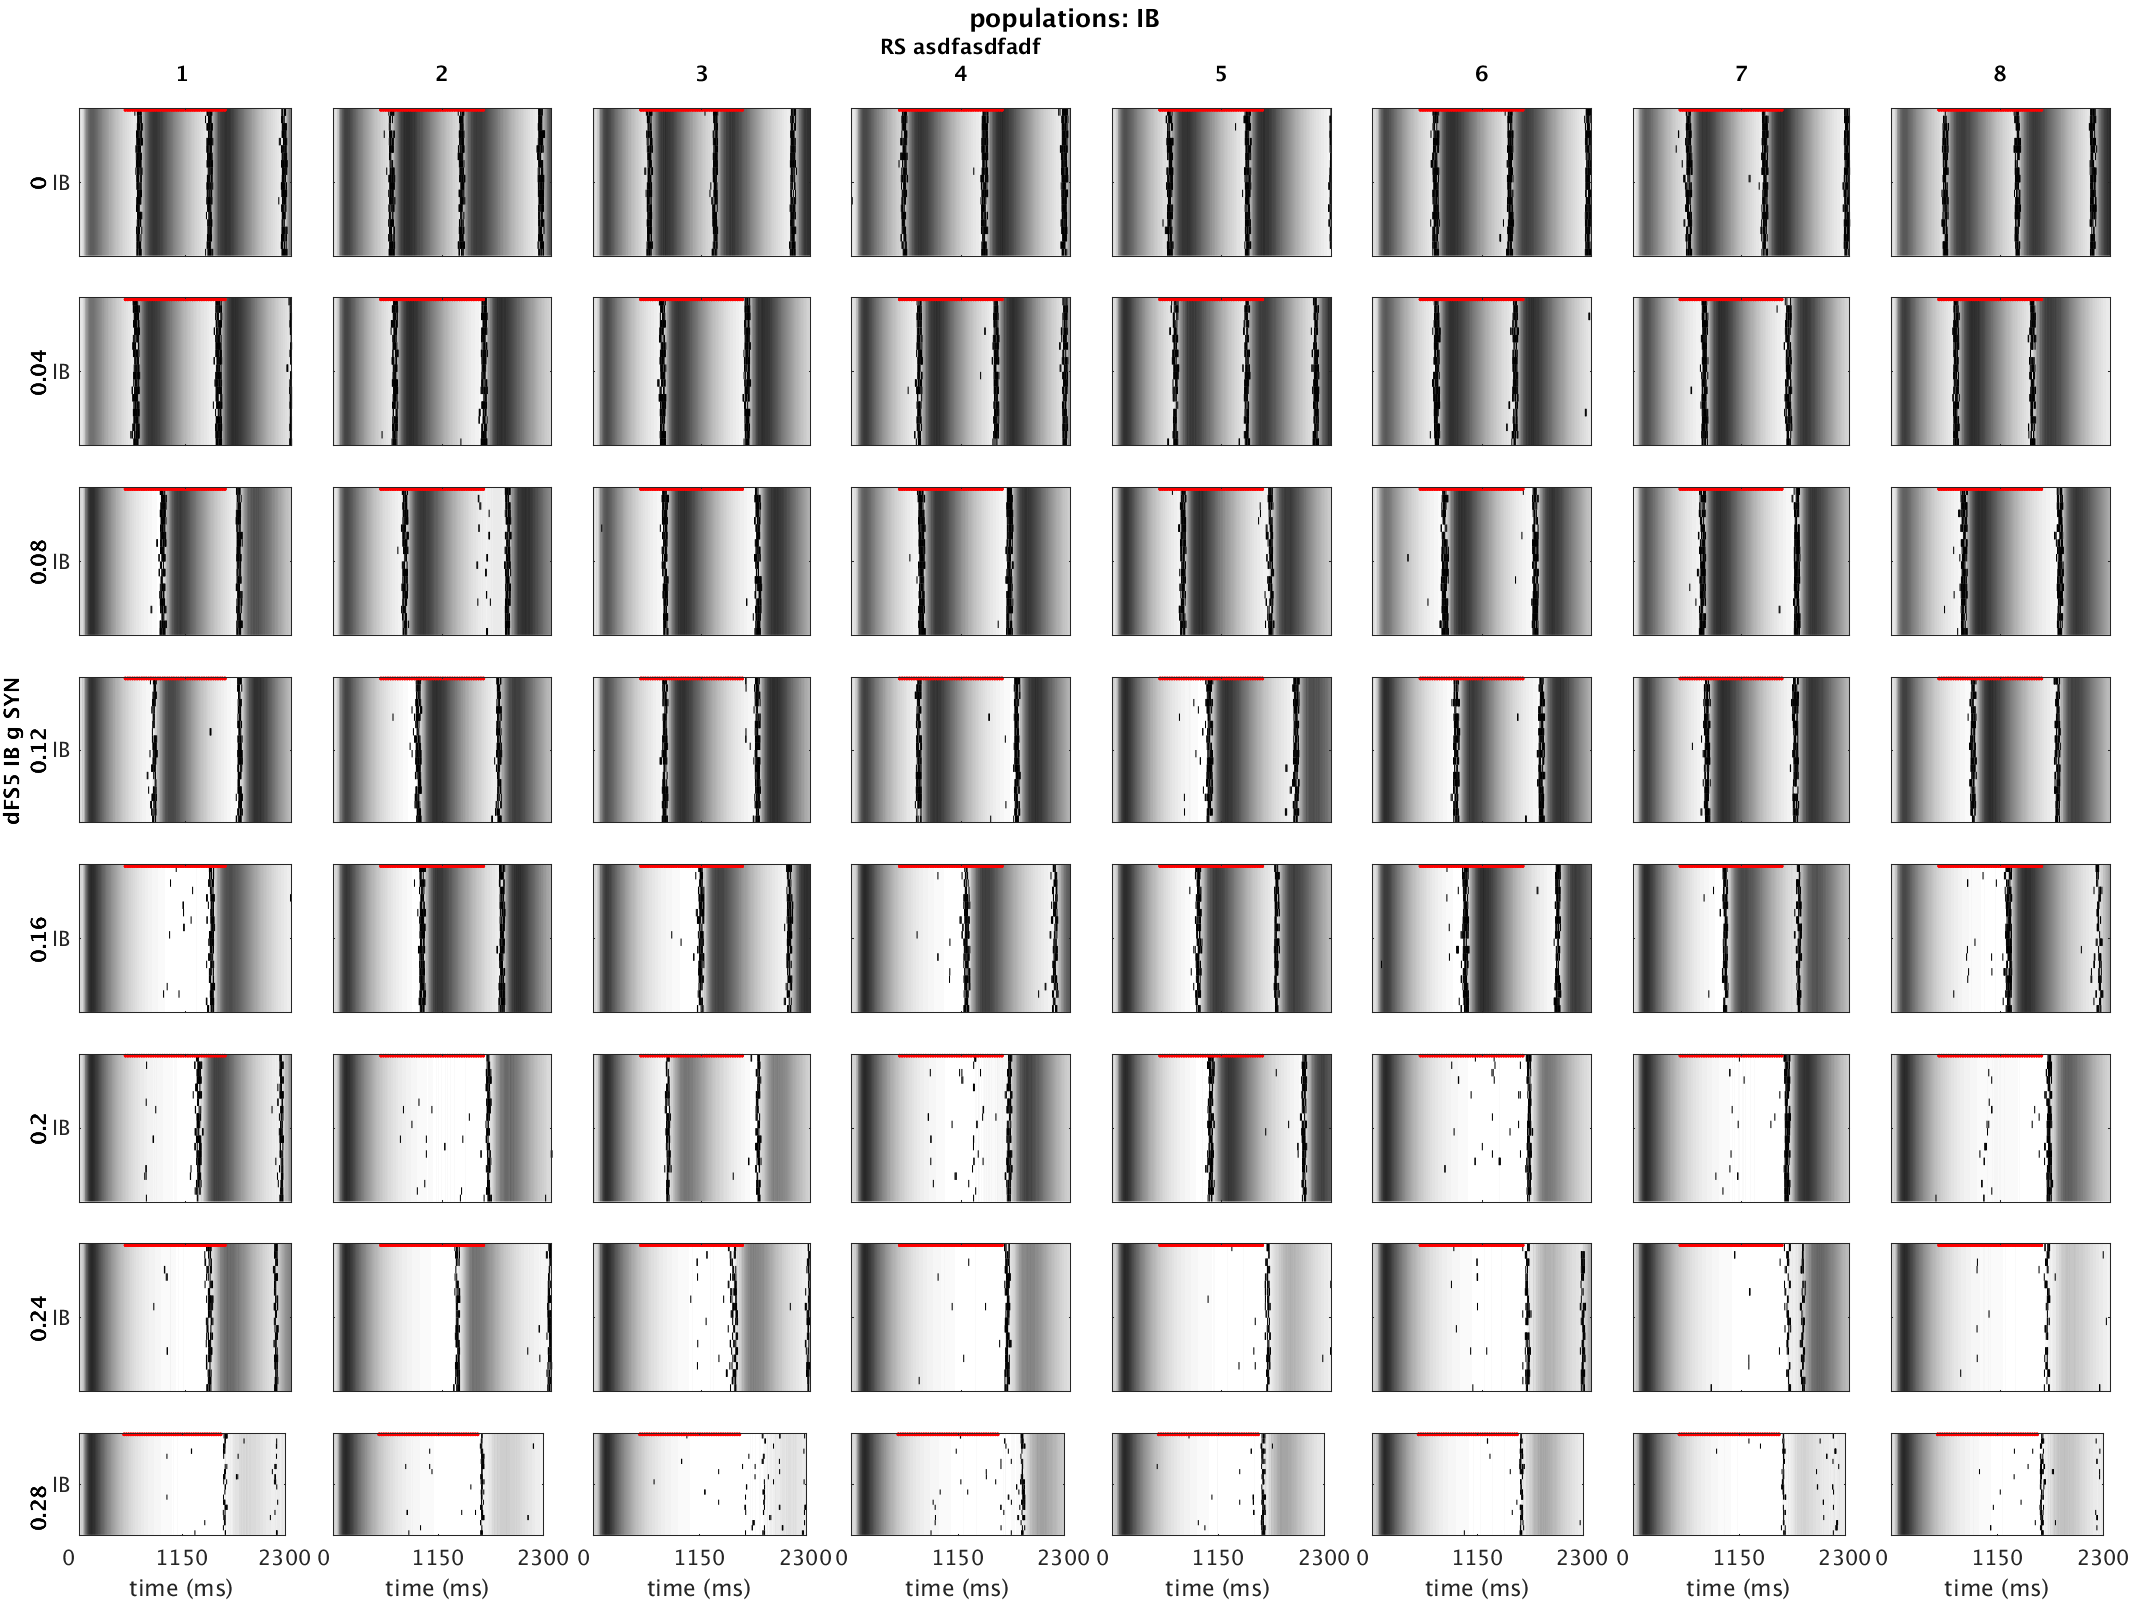 populations: IB
RS asdfasdfadf
1 2 3 4 5 6 7 8
dFS5 IB g SYN
0 IB
0.04 IB
0.08 IB
0.12 IB
0.16 IB
0.2 IB
0.24 IB
0.28 IB
0 1150 2300 0 1150 2300 0 1150 2300 0 1150 2300 0 1150 2300 0 1150 2300 0 1150 2300 0 1150 2300
time (ms) time (ms) time (ms) time (ms) time (ms) time (ms) time (ms) time (ms)